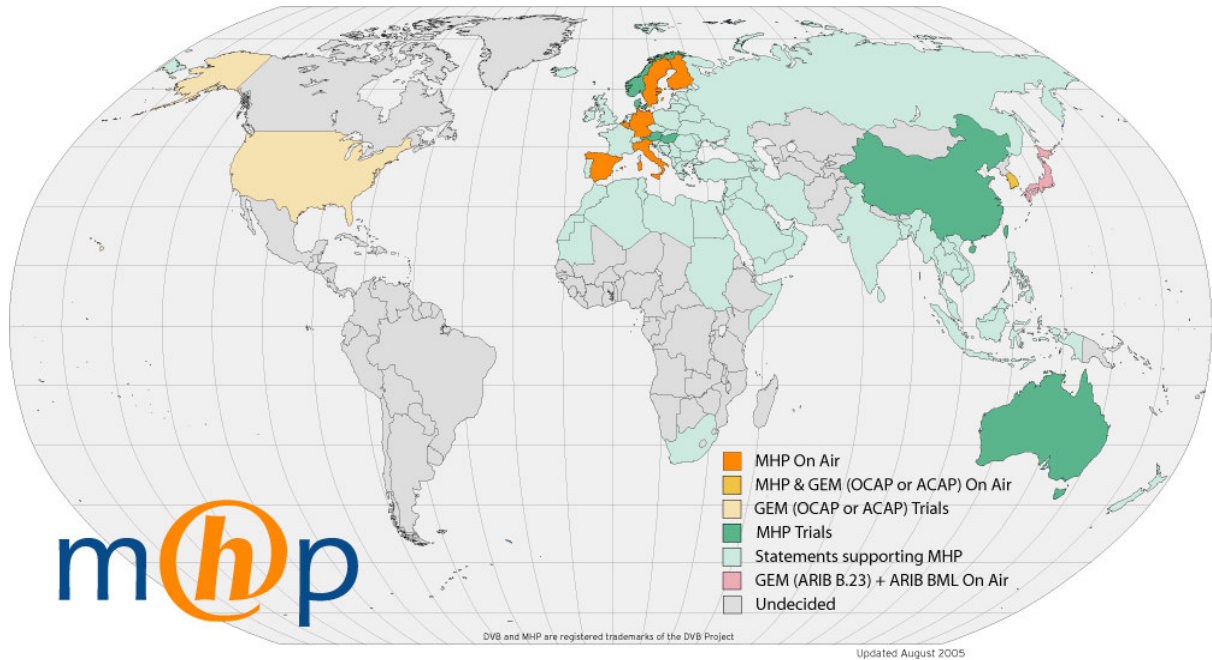 MHP On Air
MHP & GEM (OCAP or ACAP) On Air
GEM (OCAP or ACAP) Trials
MHP Trials
Statements supporting MHP
GEM (ARIB B.23) + ARIB BML On Air
Undecided
mhp
DVB and MHP are registered trademarks of the DVB Project
Updated August 2005